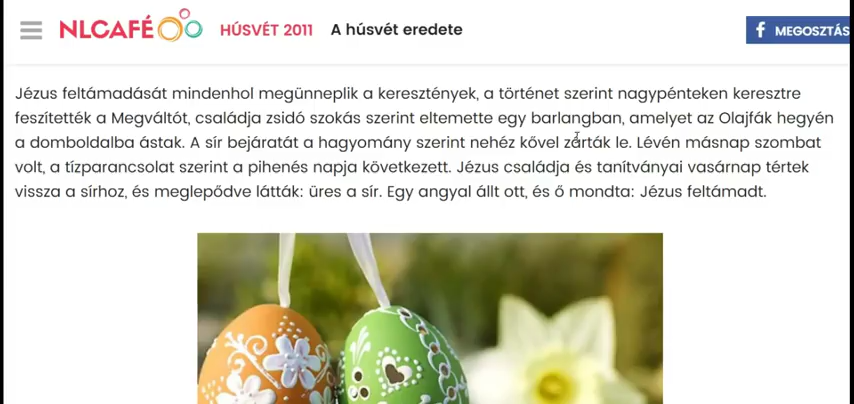 NLCAFÉ HÚSVÉT 2011 A húsvét eredete MEGOSZTÁS
Jézus feltámadását mindenhol megünneplik a keresztények, a történet szerint nagypénteken keresztre
feszítették a Megváltót, családja zsidó szokás szerint eltemette egy barlangban, amelyet az Olajfák hegyén
a domboldalba ástak. A sír bejáratát a hagyomány szerint nehéz kővel zárták le. Lévén másnap szombat
volt, a tízparancsolat szerint a pihenés napja következett. Jézus családja és tanítványai vasárnap tértek
vissza a sírhoz, és meglepődve látták: üres a sír. Egy angyal állt ott, és ő mondta: Jézus feltámadt.